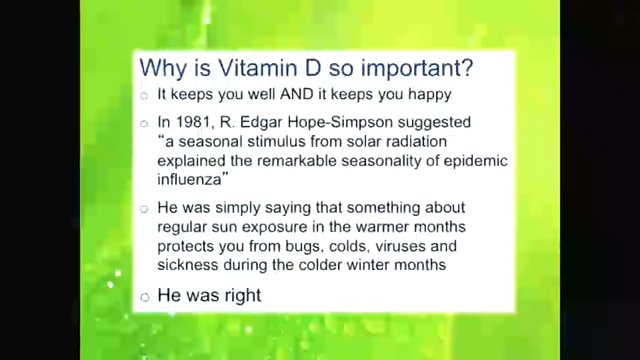 Why is Vitamin D so important?
It keeps you well AND it keeps you happy
In 1981, R. Edgar Hope-Simpson suggested
“a seasonal stimulus from solar radiation
explained the remarkable seasonality of epidemic
influenza”
He was simply saying that something about
regular sun exposure in the warmer months
protects you from bugs, colds, viruses and
sickness during the colder winter months
He was right